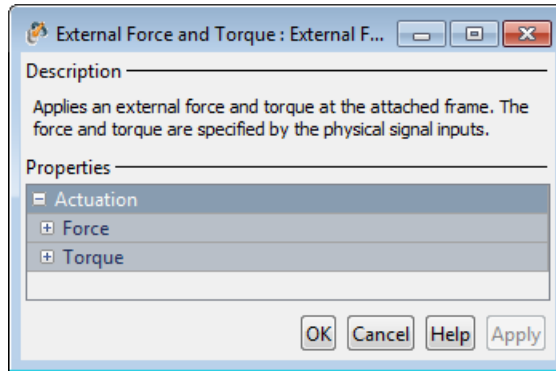 External Force and Torque : External F...
Description
Applies an external force and torque at the attached frame. The
force and torque are specified by the physical signal inputs.
Properties
Actuation
Force
Torque
OK Cancel Help Apply